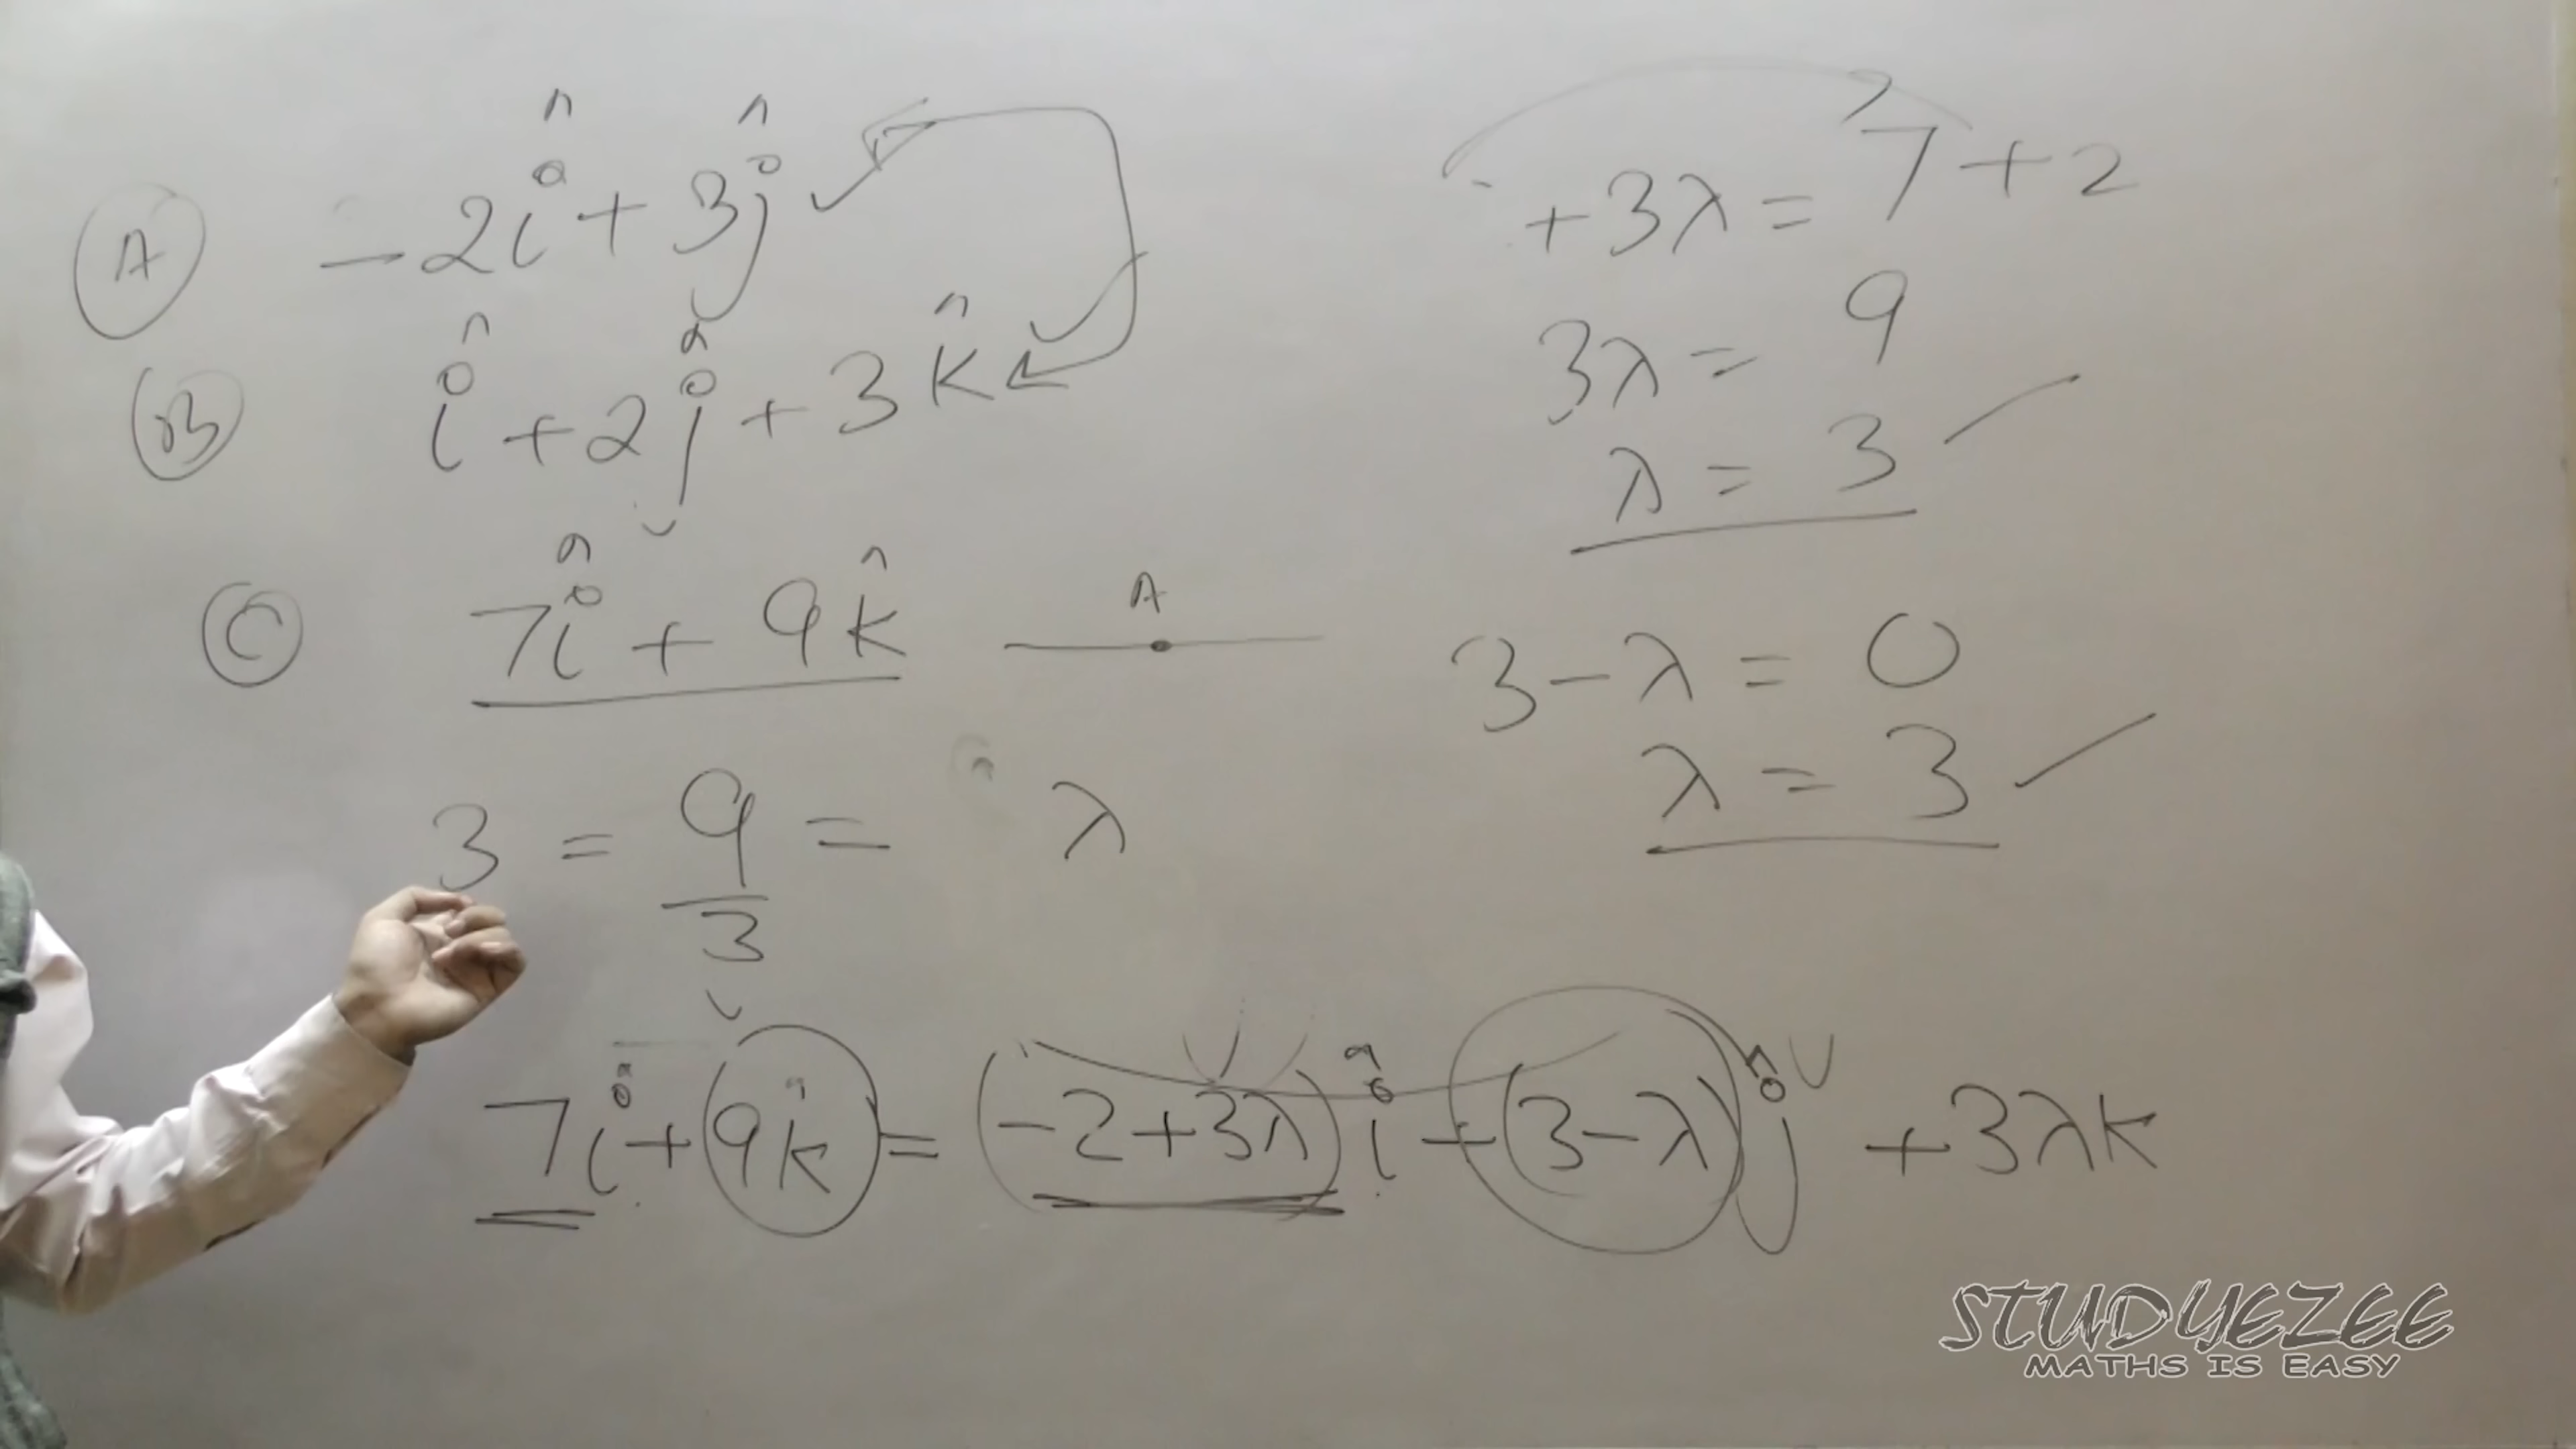 A -2î + 3ĵ
B î + 2ĵ + 3k̂
C 7î + 9k̂
A
3 = 9/3 = λ
7î + 9k̂ = (-2+3λ)î + (3-λ)ĵ + 3λk
+3λ = 7+2
3λ = 9
λ = 3
3-λ = 0
λ = 3
STUDYEZEE
MATHS IS EASY